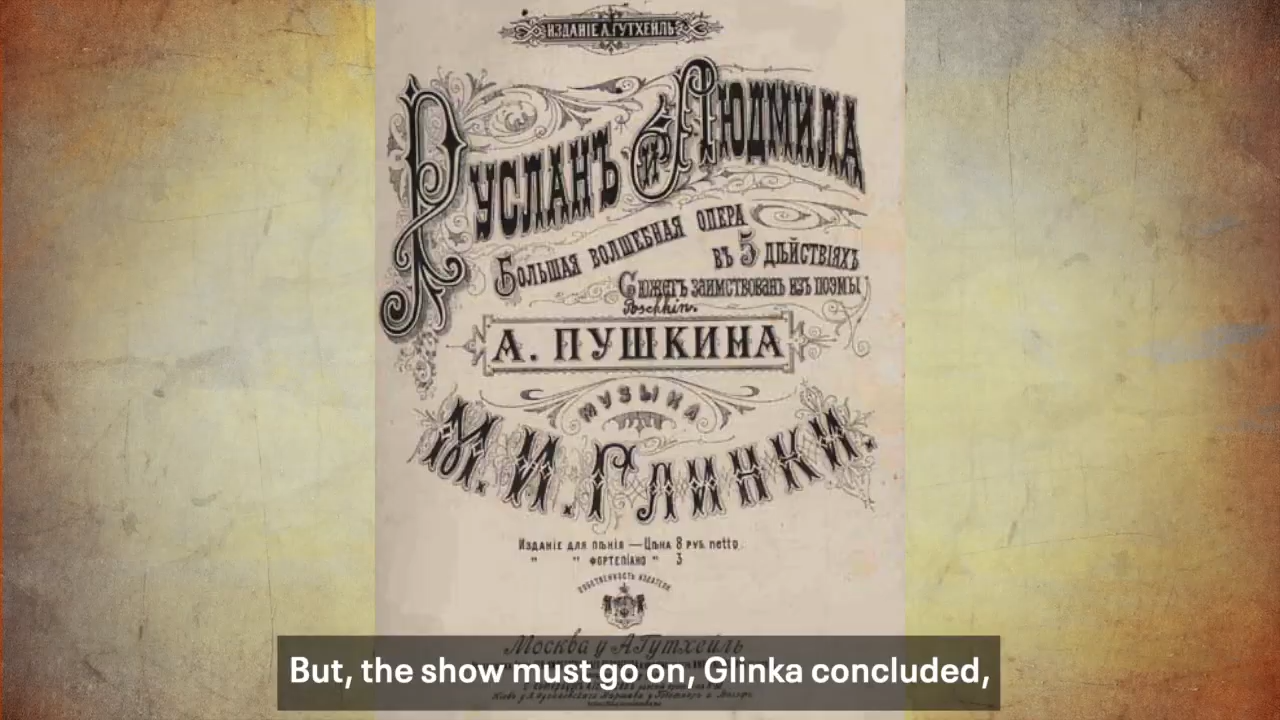 ИЗДАНІЕ А. ГУТХЕЙЛЬ
РУСЛАНЪ и ЛЮДМИЛА
БОЛЬШАЯ ВОЛШЕБНАЯ ОПЕРА
ВЪ 5 ДѢЙСТВІЯХЪ
СЮЖЕТЪ ЗАИМСТВОВАНЪ ИЗЪ ПОЭМЫ
Poschkin.
А. ПУШКИНА
МУЗЫКА
М. И. ГЛИНКИ.
ИЗДАНІЕ ДЛЯ ПѢНІЯ — ЦѢНА 8 РУБ. netto
" " ФОРТЕПІАНО " 3
СОБСТВЕННОСТЬ ИЗДАТЕЛЯ
Москва у А. Гутхейль
But, the show must go on, Glinka concluded,